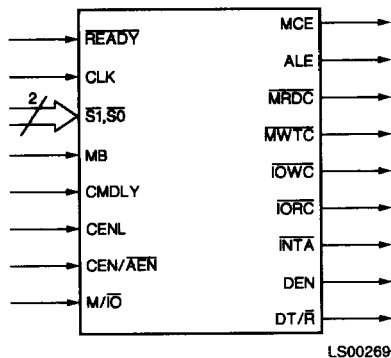 READY
CLK
2
S1,S0
MB
CMDLY
CENL
CEN/AEN
M/IO
MCE
ALE
MRDC
MWTC
IOWC
IORC
INTA
DEN
DT/R
LS00269